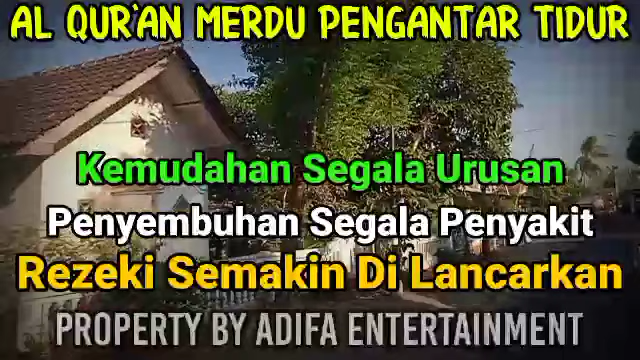 AL QUR'AN MERDU PENGANTAR TIDUR
Kemudahan Segala Urusan
Penyembuhan Segala Penyakit
Rezeki Semakin Di Lancarkan
PROPERTY BY ADIFA ENTERTAINMENT